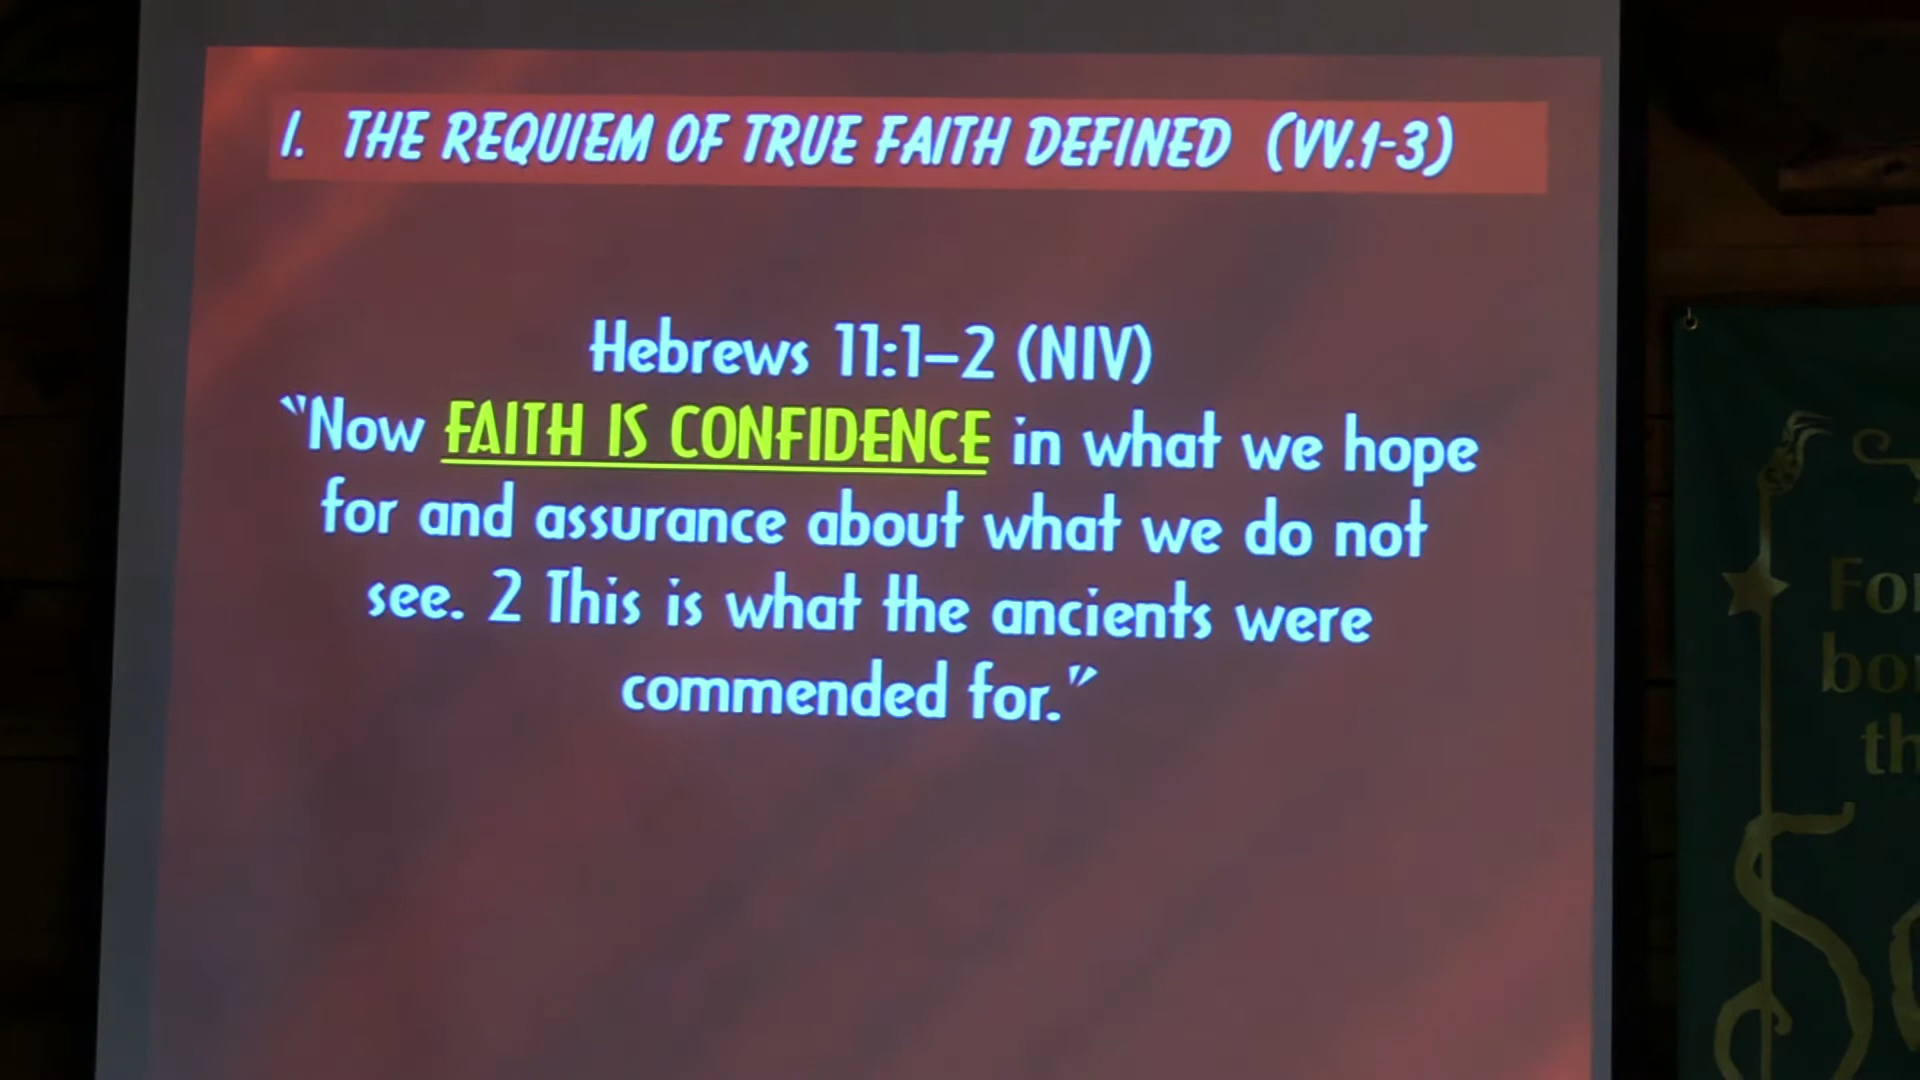 I. THE REQUIEM OF TRUE FAITH DEFINED (VV.1-3)
Hebrews 11:1–2 (NIV)
“Now FAITH IS CONFIDENCE in what we hope
for and assurance about what we do not
see. 2 This is what the ancients were
commended for.”
th